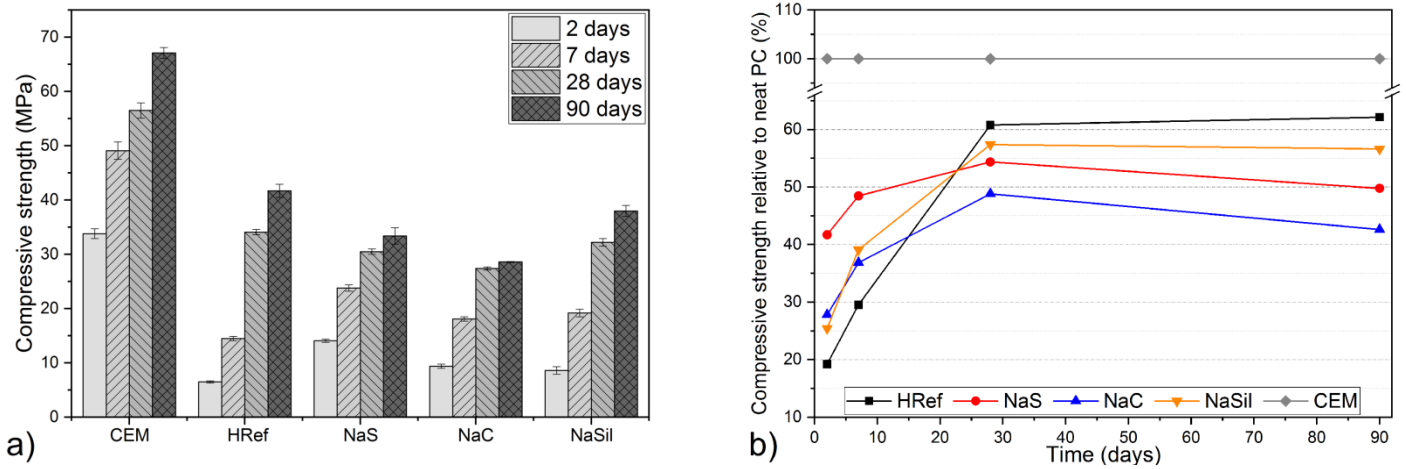 70
60
50
40
30
20
10
0
Compressive strength (MPa)
2 days
7 days
28 days
90 days
CEM HRef NaS NaC NaSil
a)
110
100
60
50
40
30
20
10
Compressive strength relative to neat PC (%)
HRef NaS NaC NaSil CEM
0 10 20 30 40 50 60 70 80 90
Time (days)
b)